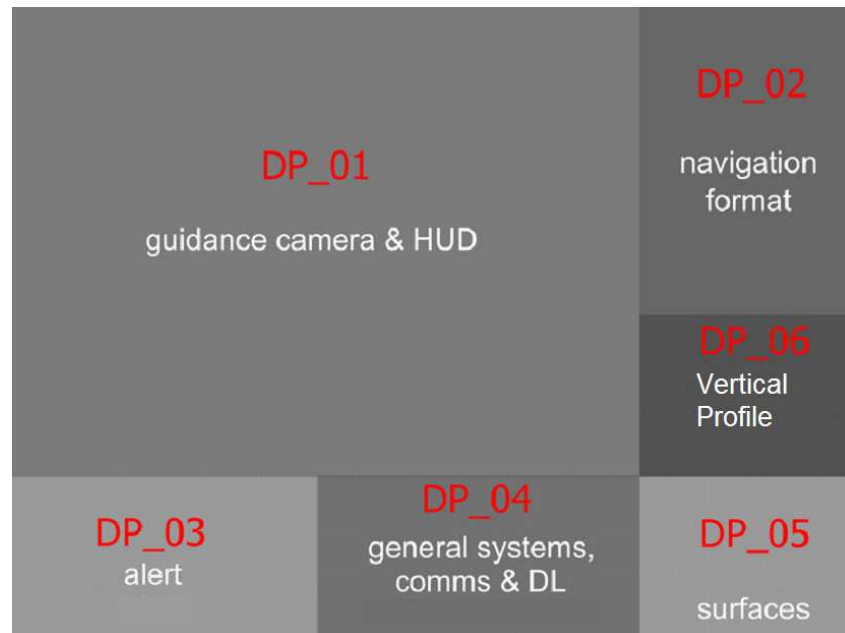 DP_01
guidance camera & HUD
DP_02
navigation
format
DP_06
Vertical
Profile
DP_03
alert
DP_04
general systems,
comms & DL
DP_05
surfaces